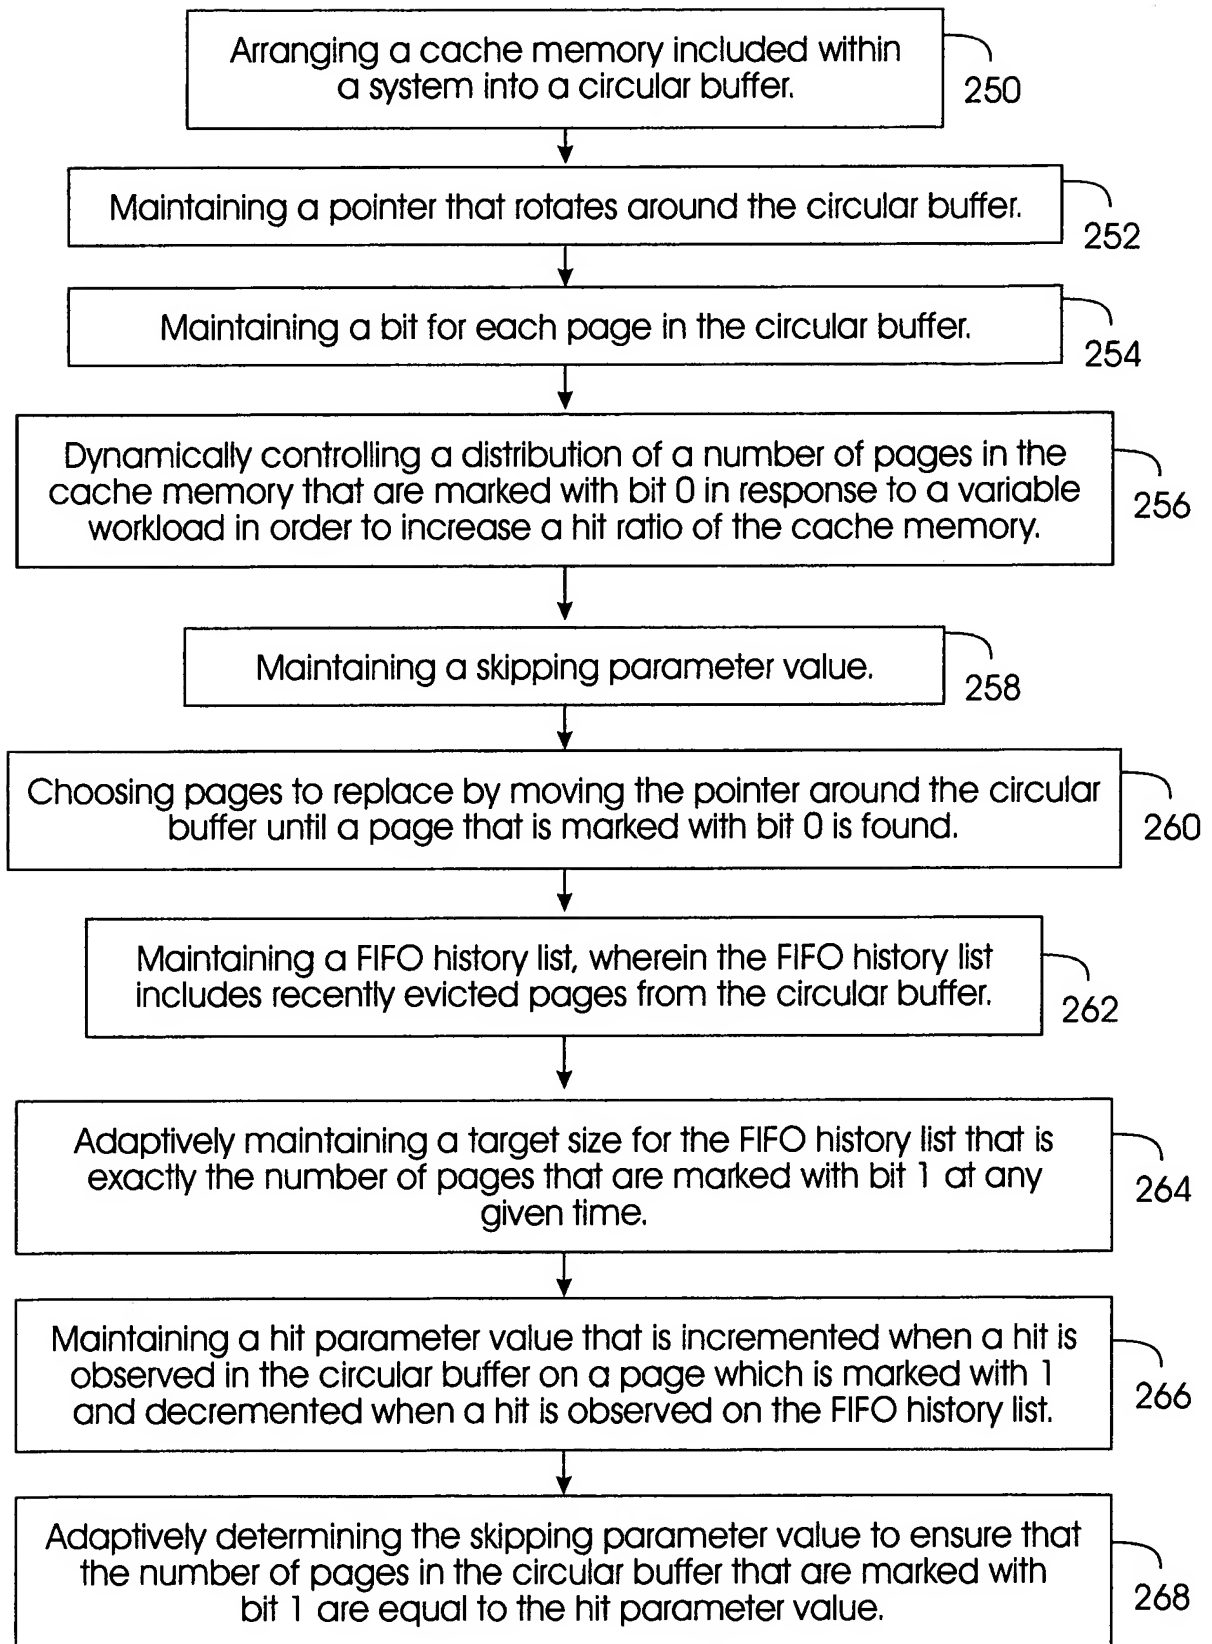 Arranging a cache memory included within
a system into a circular buffer.
250
Maintaining a pointer that rotates around the circular buffer.
252
Maintaining a bit for each page in the circular buffer.
254
Dynamically controlling a distribution of a number of pages in the
cache memory that are marked with bit 0 in response to a variable
workload in order to increase a hit ratio of the cache memory.
256
Maintaining a skipping parameter value.
258
Choosing pages to replace by moving the pointer around the circular
buffer until a page that is marked with bit 0 is found.
260
Maintaining a FIFO history list, wherein the FIFO history list
includes recently evicted pages from the circular buffer.
262
Adaptively maintaining a target size for the FIFO history list that is
exactly the number of pages that are marked with bit 1 at any
given time.
264
Maintaining a hit parameter value that is incremented when a hit is
observed in the circular buffer on a page which is marked with 1
and decremented when a hit is observed on the FIFO history list.
266
Adaptively determining the skipping parameter value to ensure that
the number of pages in the circular buffer that are marked with
bit 1 are equal to the hit parameter value.
268